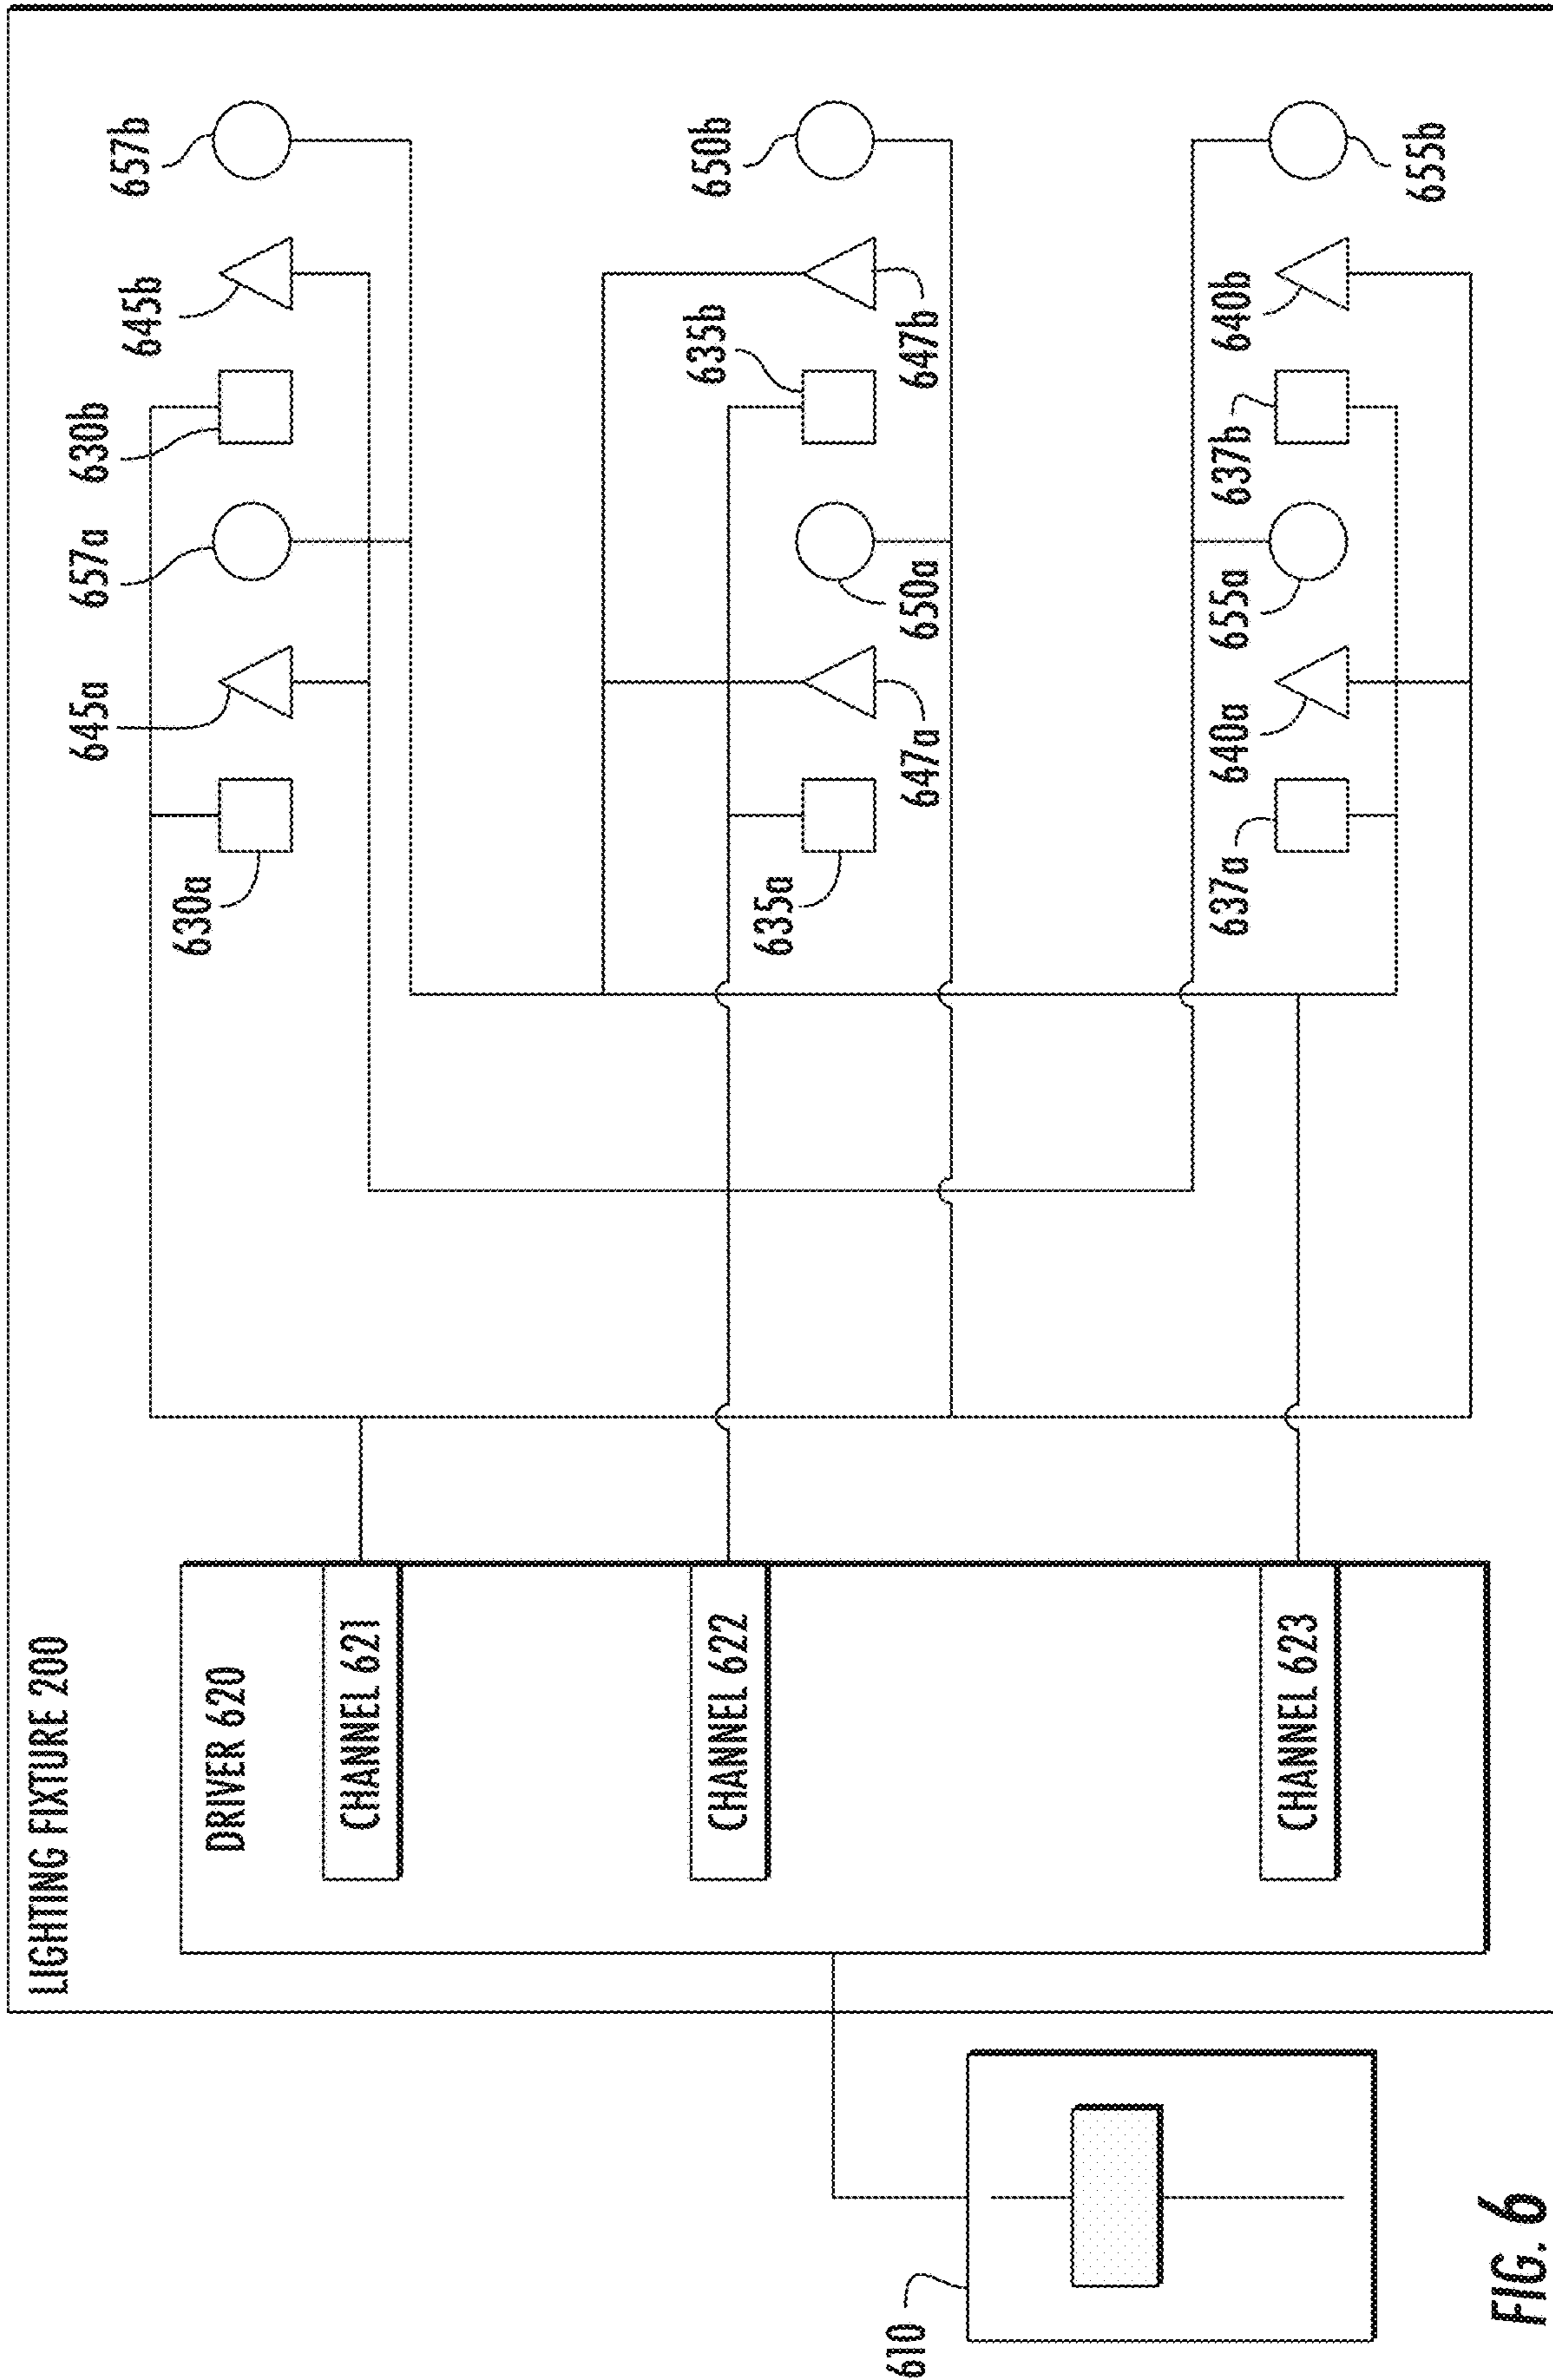 LIGHTING FIXTURE 200
DRIVER 620
CHANNEL 621
CHANNEL 622
CHANNEL 623
610
630a
645a
657a
630b
645b
657b
635a
647a
650a
635b
647b
650b
637a
640a
655a
637b
640b
655b
FIG. 6